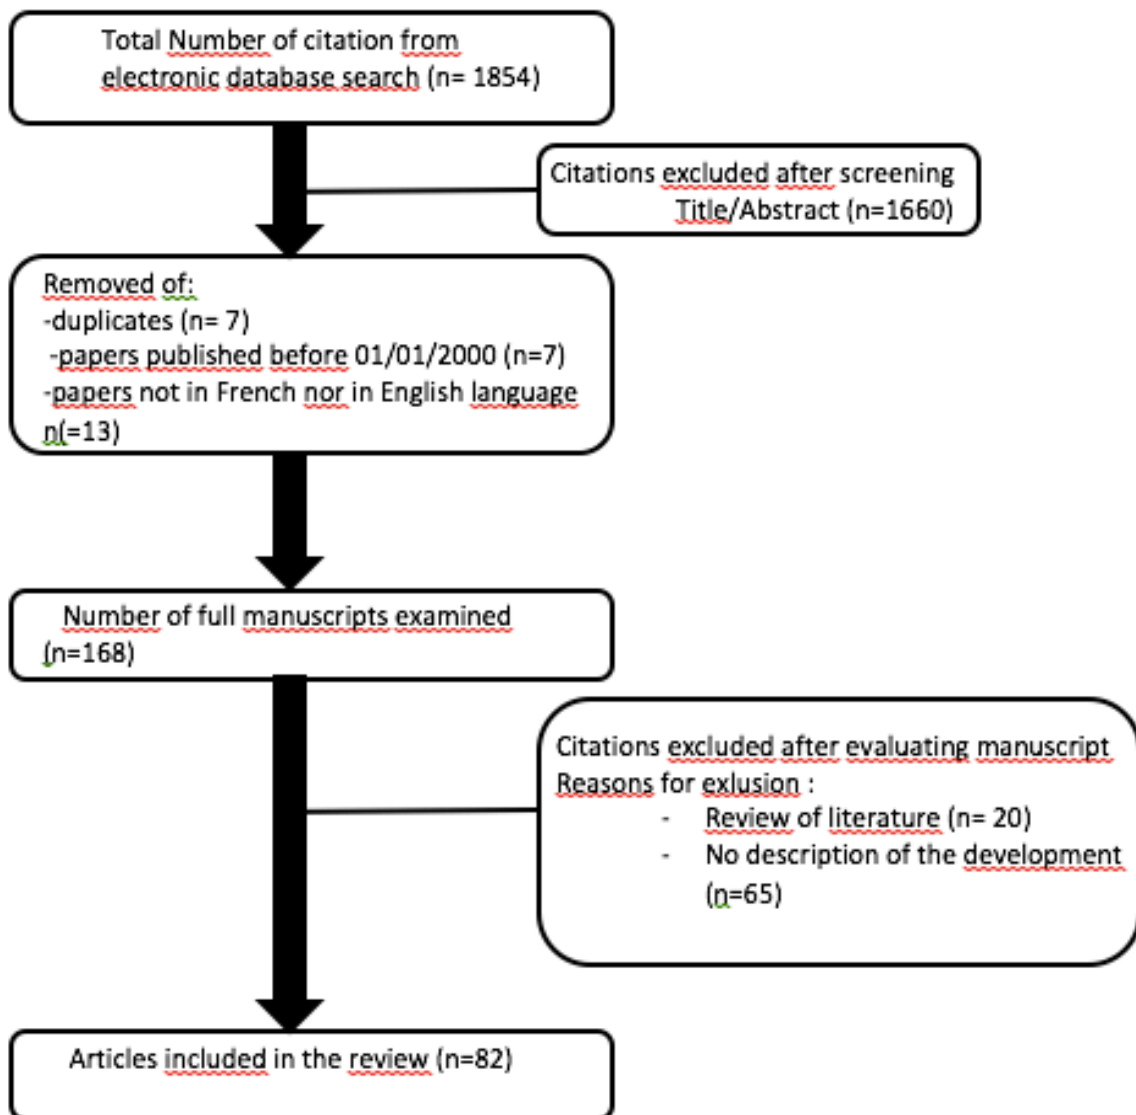 Total Number of citation from
electronic database search (n= 1854)
Citations excluded after screening
Title/Abstract (n=1660)
Removed of:
-duplicates (n= 7)
-papers published before 01/01/2000 (n=7)
-papers not in French nor in English language
n(=13)
Number of full manuscripts examined
(n=168)
Citations excluded after evaluating manuscript
Reasons for exlusion :
- Review of literature (n= 20)
- No description of the development
(n=65)
Articles included in the review (n=82)